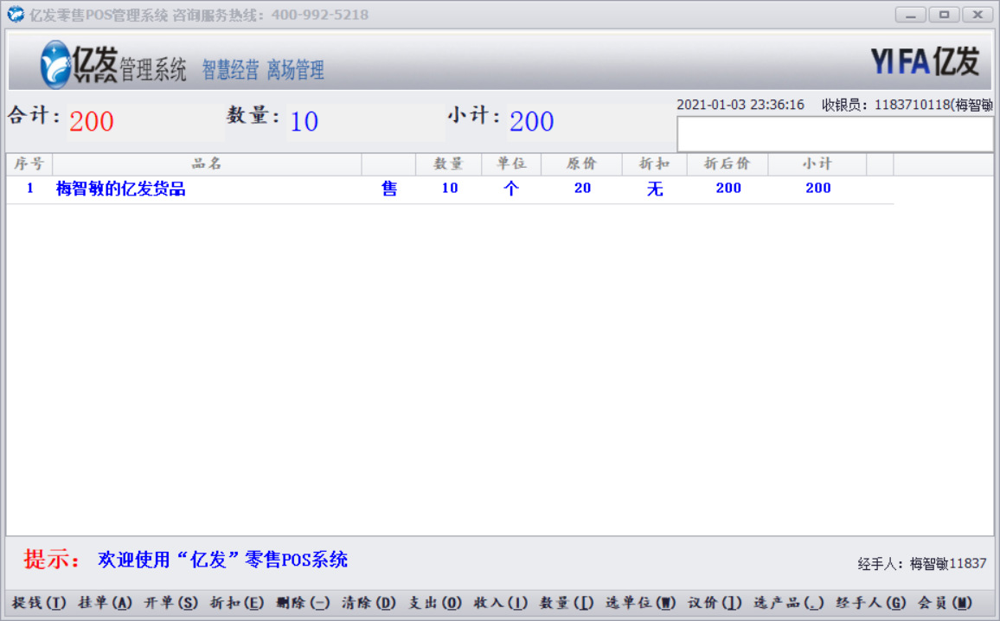 亿发零售POS管理系统 咨询服务热线：400-992-5218
亿发 YIFA 管理系统 智慧经营 离场管理 YIFA亿发
合计： 200 数量： 10 小计： 200
2021-01-03 23:36:16 收银员：1183710118(梅智敏
序号 品名 数量 单位 原价 折扣 折后价 小计
1 梅智敏的亿发货品 售 10 个 20 无 200 200
提示： 欢迎使用“亿发”零售POS系统
经手人：梅智敏11837
提钱(T) 挂单(A) 开单(S) 折扣(E) 删除(-) 清除(D) 支出(O) 收入(I) 数量([) 选单位(W) 议价(]) 选产品(.) 经手人(G) 会员(M)